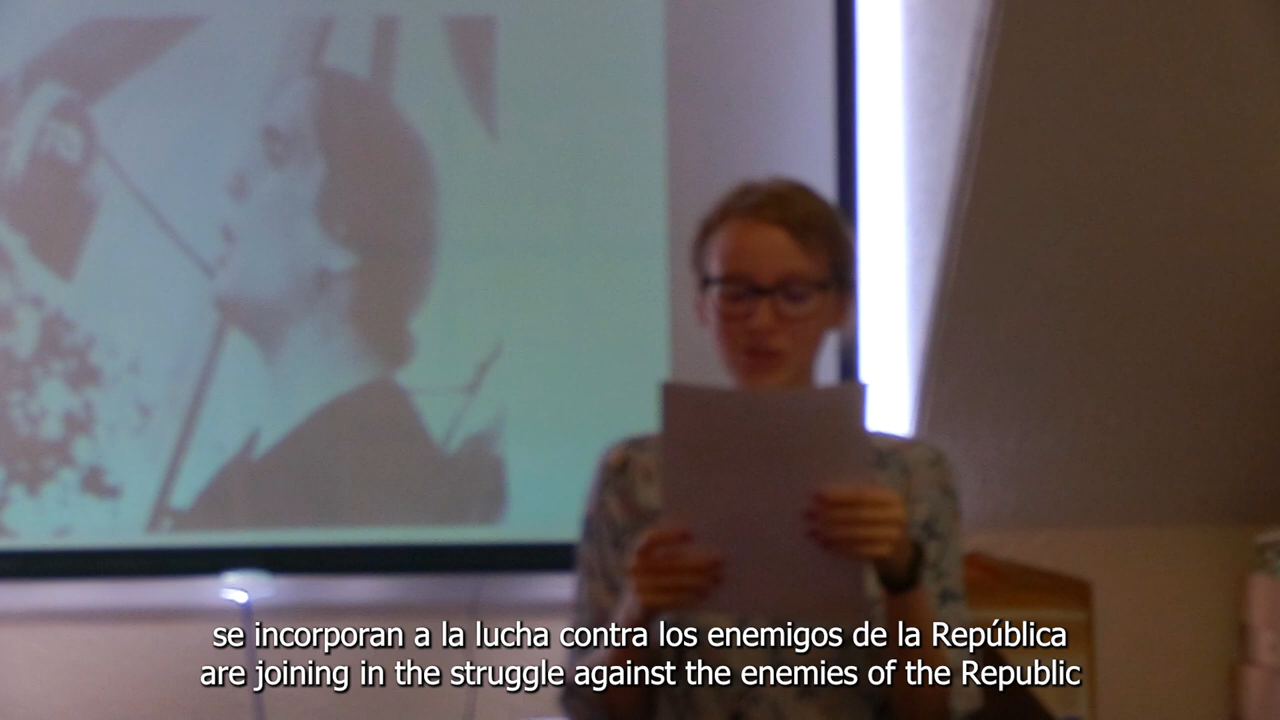 se incorporan a la lucha contra los enemigos de la República
are joining in the struggle against the enemies of the Republic